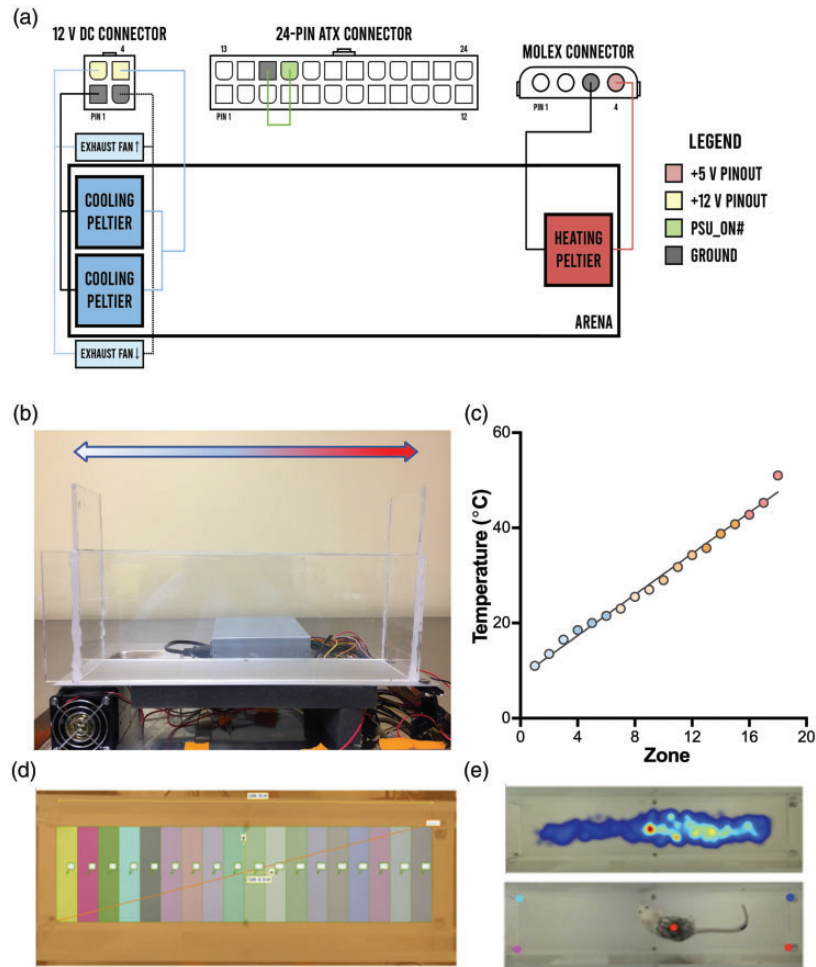 (a)
12 V DC CONNECTOR
24-PIN ATX CONNECTOR
MOLEX CONNECTOR
4
13
24
PIN 1
PIN 1
12
PIN 1
4
LEGEND
+5 V PINOUT
+12 V PINOUT
PSU_ON#
GROUND
EXHAUST FAN↑
COOLING
PELTIER
COOLING
PELTIER
HEATING
PELTIER
ARENA
EXHAUST FAN↓
(b)
(c)
60
40
20
0
Temperature (°C)
0
4
8
12
16
20
Zone
(d)
(e)